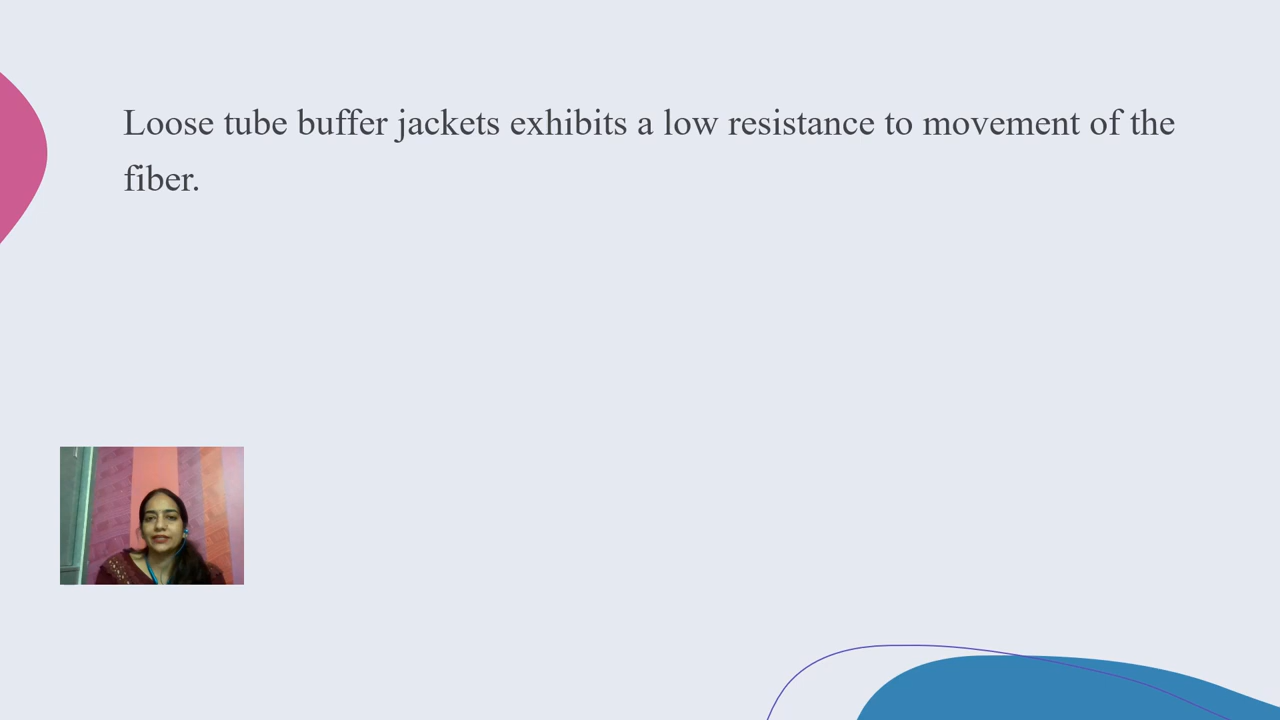 Loose tube buffer jackets exhibits a low resistance to movement of the
fiber.